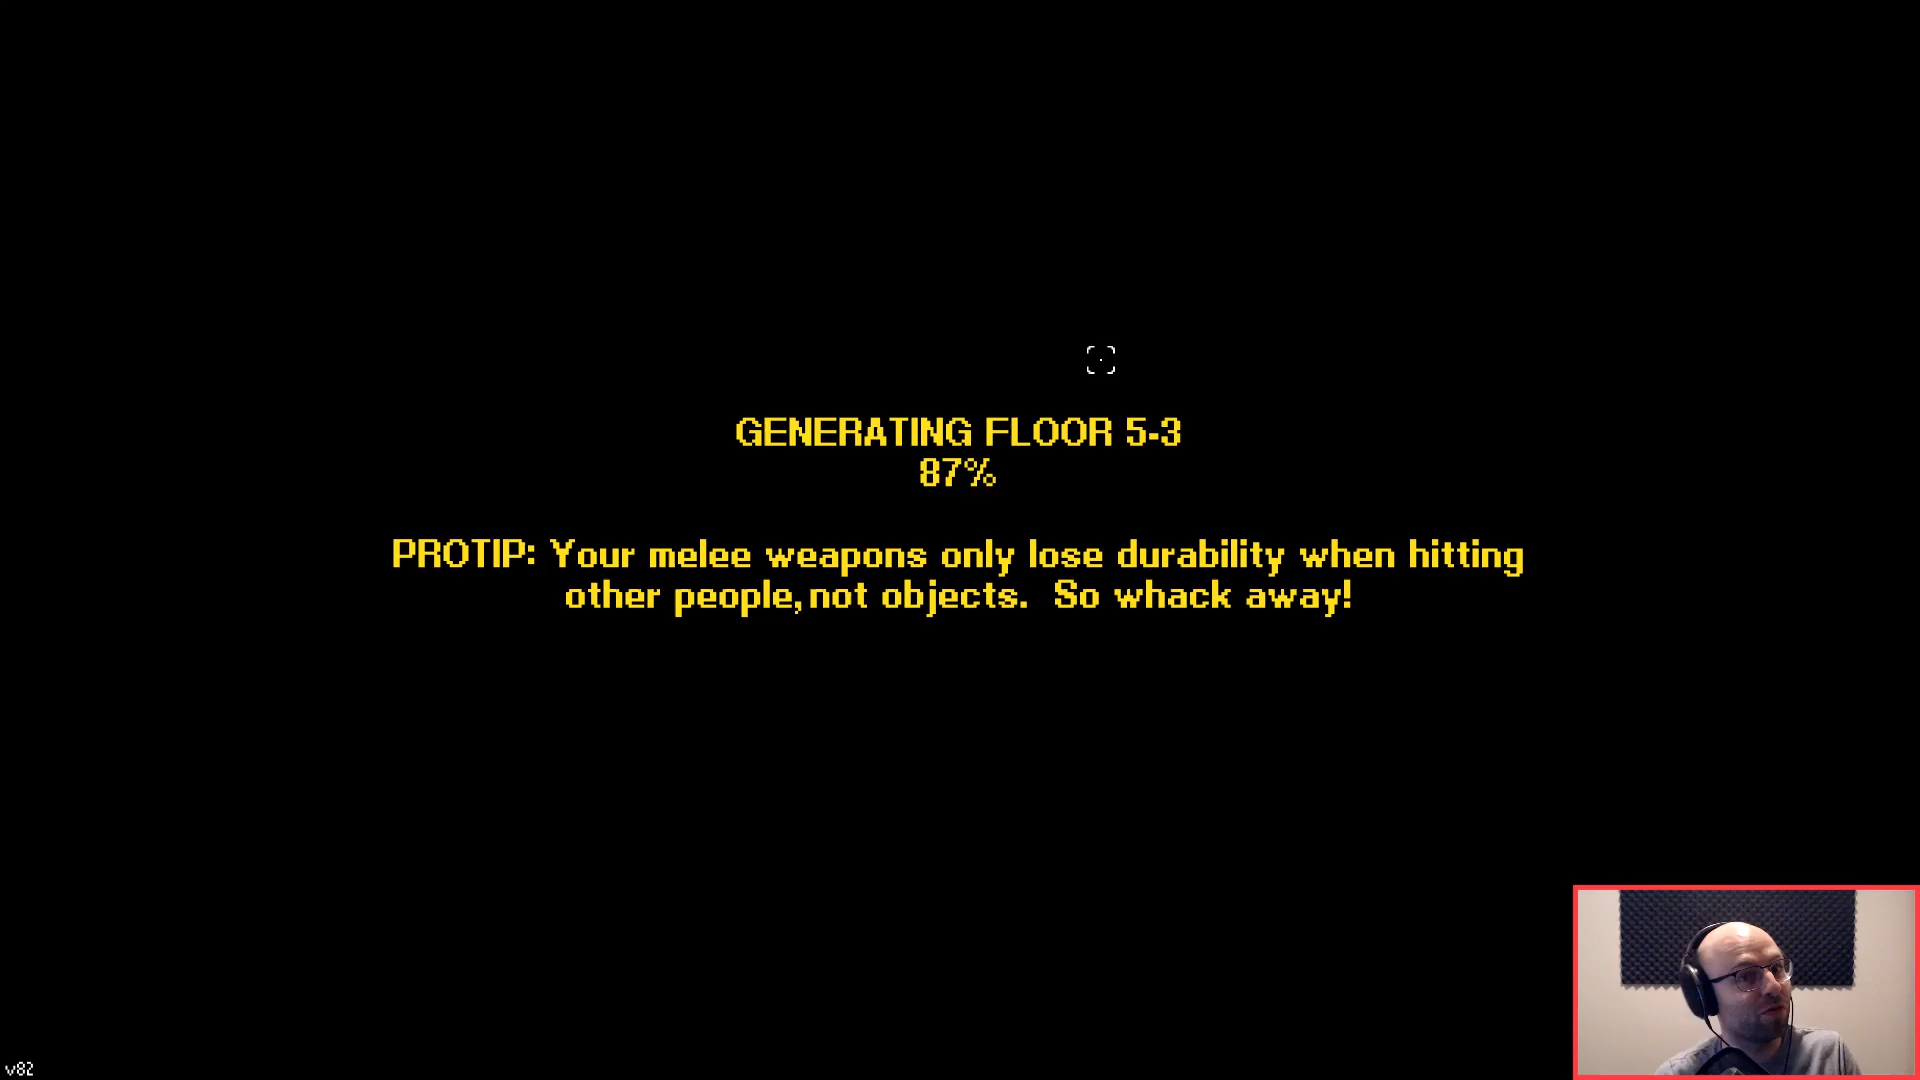 GENERATING FLOOR 5-3
87%
PROTIP: Your melee weapons only lose durability when hitting
other people, not objects.  So whack away!
v82